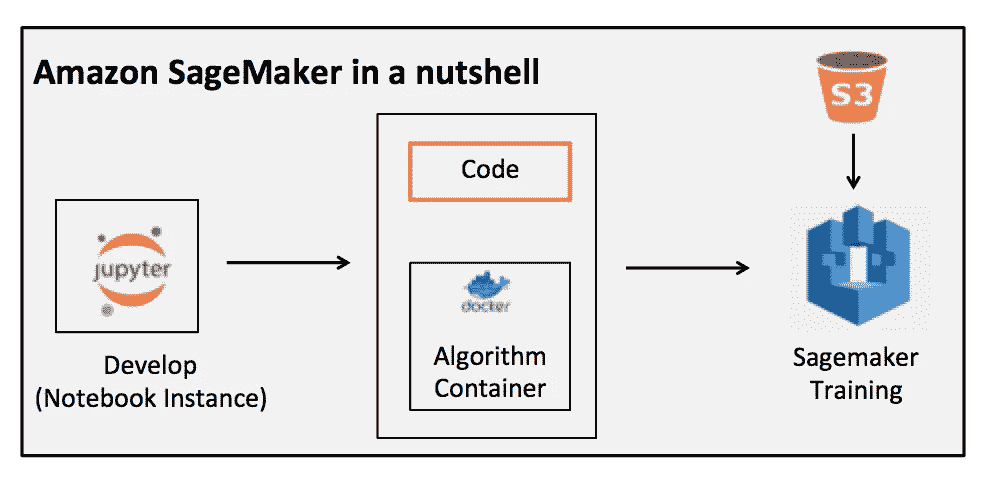 Amazon SageMaker in a nutshell
S3
Code
jupyter
docker
Algorithm
Container
Develop
(Notebook Instance)
Sagemaker
Training